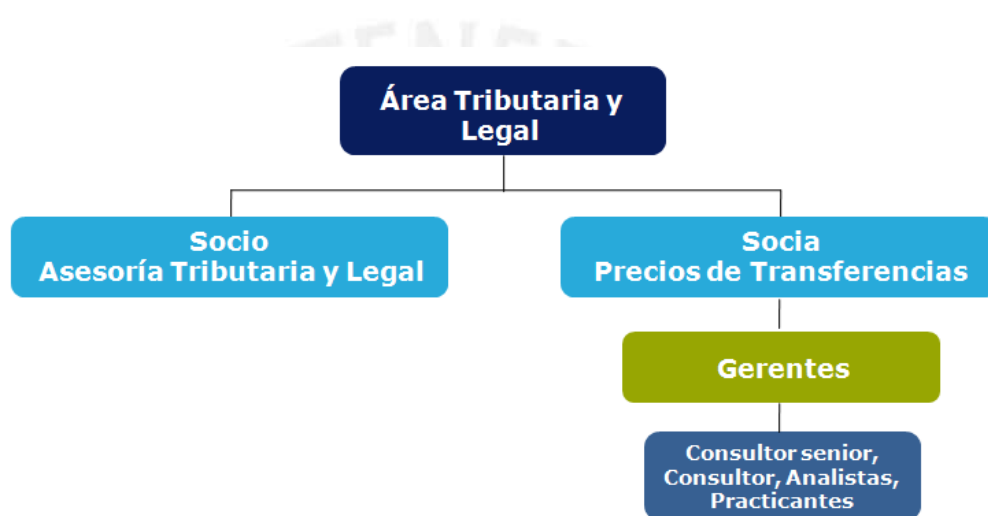 Área Tributaria y
Legal
Socio
Asesoría Tributaria y Legal
Socia
Precios de Transferencias
Gerentes
Consultor senior,
Consultor, Analistas,
Practicantes